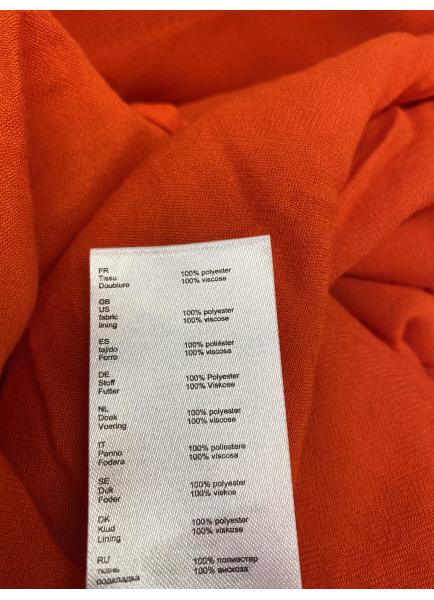 FR
Tissu 100% polyester
Doublure 100% viscose
GB
US
fabric 100% polyester
lining 100% viscose
ES
tejido 100% poliéster
Forro 100% viscosa
DE
Stoff 100% Polyester
Futter 100% Viskose
NL
Doek 100% polyester
Voering 100% viscose
IT
Panno 100% poliestere
Fodera 100% viscosa
SE
Duk 100% polyester
Foder 100% viskos
DK
Klud 100% polyester
Lining 100% viskuse
RU
ткань 100% полиэстер
подкладка 100% вискоза